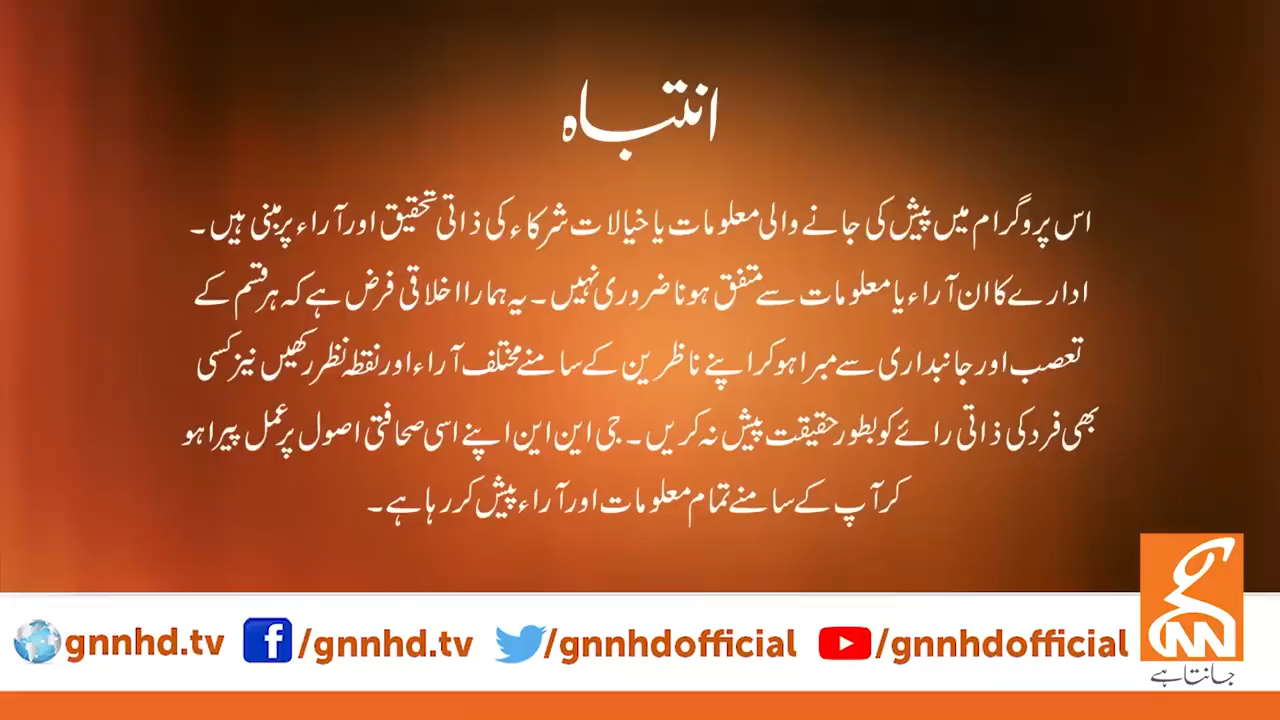 انتباہ
اس پروگرام میں پیش کی جانے والی معلومات یا خیالات شرکاء کی ذاتی تحقیق اور آراء پر مبنی ہیں۔
ادارے کا ان آراء یا معلومات سے متفق ہونا ضروری نہیں۔ یہ ہمارا اخلاقی فرض ہے کہ ہر قسم کے
تعصب اور جانبداری سے مبرا ہو کر اپنے ناظرین کے سامنے مختلف آراء اور نقطہ نظر رکھیں نیز کسی
بھی فرد کی ذاتی رائے کو بطور حقیقت پیش نہ کریں۔ جی این این اپنے اسی صحافتی اصول پر عمل پیرا ہو
کر آپ کے سامنے تمام معلومات اور آراء پیش کر رہا ہے۔
gnnhd.tv /gnnhd.tv /gnnhdofficial /gnnhdofficial
GNN
جانتا ہے